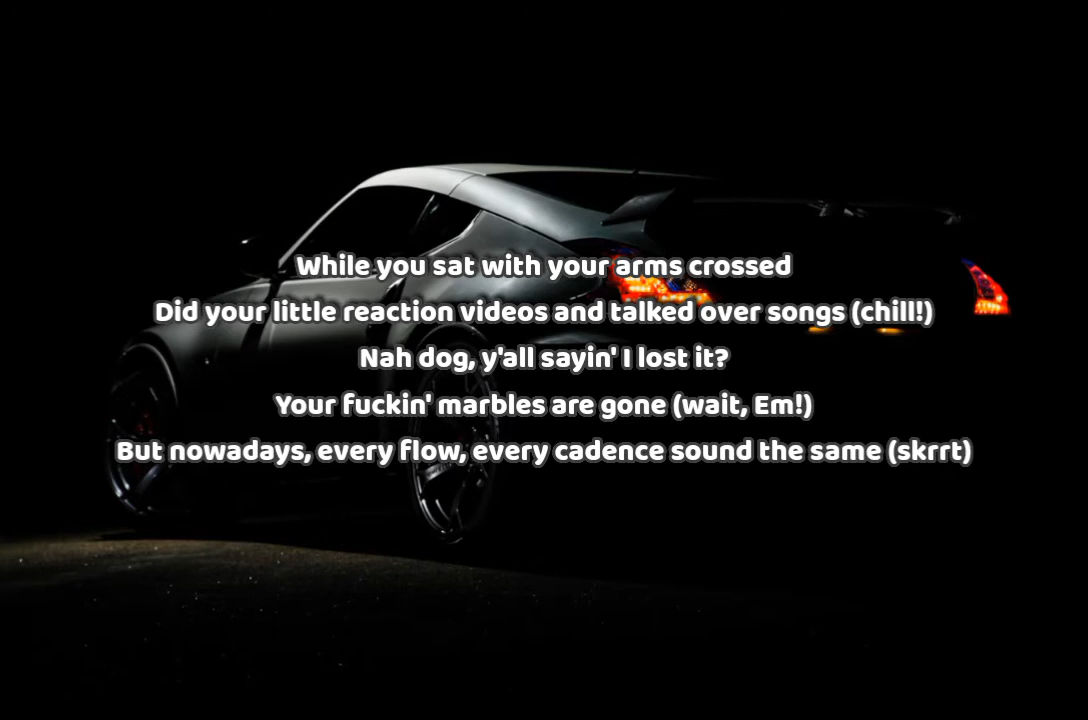 While you sat with your arms crossed
Did your little reaction videos and talked over songs (chill!)
Nah dog, y'all sayin' I lost it?
Your fuckin' marbles are gone (wait, Em!)
But nowadays, every flow, every cadence sound the same (skrrt)